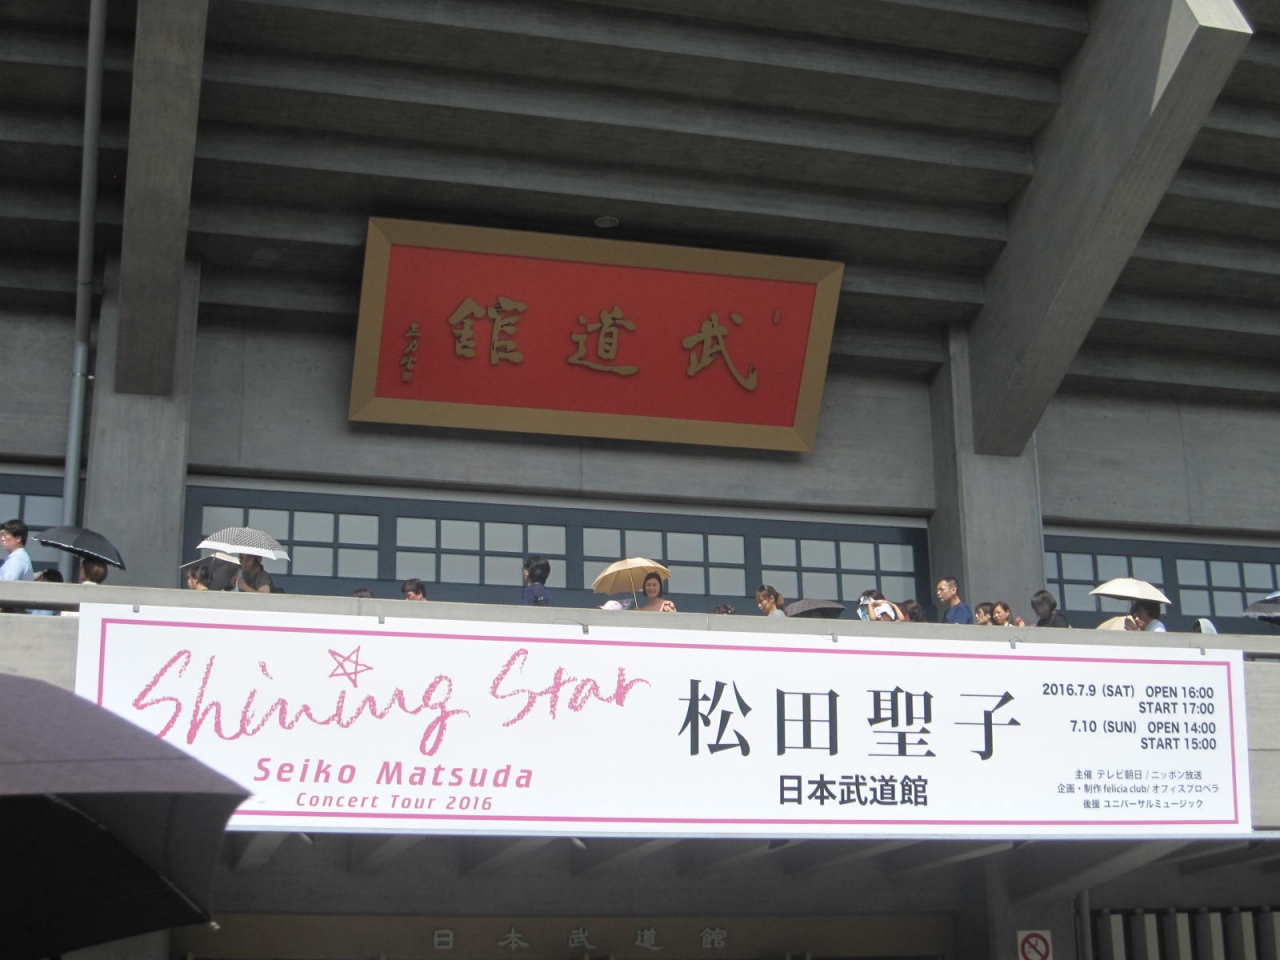 武道館
Shining Star
Seiko Matsuda
Concert Tour 2016
松田聖子
日本武道館
2016.7.9 (SAT) OPEN 16:00
START 17:00
7.10 (SUN) OPEN 14:00
START 15:00
主催 テレビ朝日 / ニッポン放送
企画・制作 felicia club/ オフィスプロペラ
後援 ユニバーサルミュージック
日本武道館